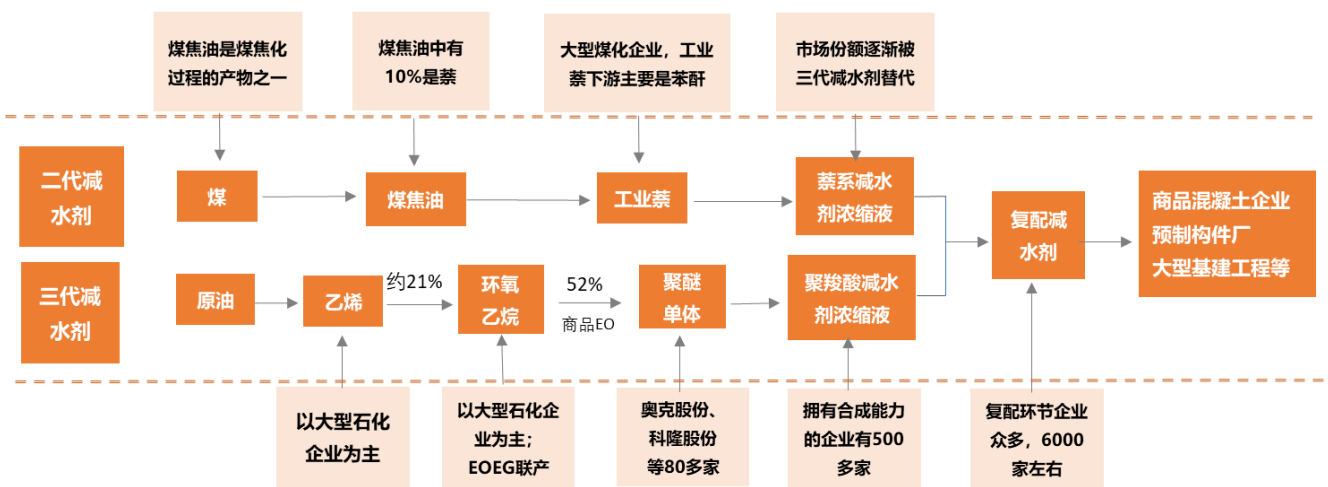 煤焦油是煤焦化
过程的产物之一
煤焦油中有
10%是萘
大型煤化企业，工业
萘下游主要是苯酐
市场份额逐渐被
三代减水剂替代
二代减
水剂
煤
煤焦油
工业萘
萘系减水
剂浓缩液
复配减
水剂
商品混凝土企业
预制构件厂
大型基建工程等
三代减
水剂
原油
乙烯
约21%
环氧
乙烷
52%
商品EO
聚醚
单体
聚羧酸减水
剂浓缩液
以大型石化
企业为主
以大型石化企
业为主；
EOEG联产
奥克股份、
科隆股份
等80多家
拥有合成能力
的企业有500
多家
复配环节企业
众多，6000
家左右